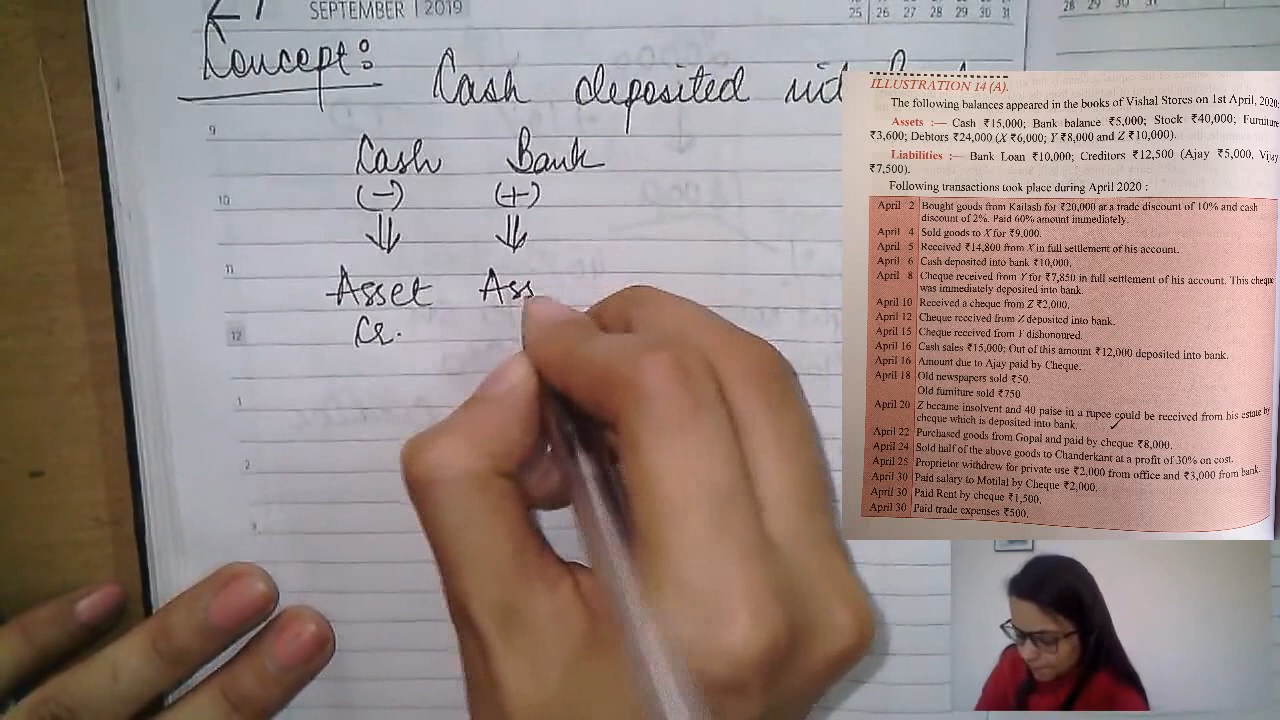 SEPTEMBER 2019
25 26 27 28 29 30 31
28 29 30 31
Concept:
Cash deposited
9
Cash Bank
(-) (+)
10
11
Asset Ass
12
Cr.
1
2
3
ILLUSTRATION 14 (A).
The following balances appeared in the books of Vishal Stores on 1st April, 2020
Assets :— Cash ₹15,000; Bank balance ₹5,000; Stock ₹40,000; Furniture
₹3,600; Debtors ₹24,000 (X ₹6,000; Y ₹8,000 and Z ₹10,000).
Liabilities :— Bank Loan ₹10,000; Creditors ₹12,500 (Ajay ₹5,000,
₹7,500).
Following transactions took place during April 2020 :
April 2 Bought goods from Kailash for ₹20,000 at a trade discount of 10% and cash
discount of 2%. Paid 60% amount immediately.
April 4 Sold goods to X for ₹9,000.
April 5 Received ₹14,800 from X in full settlement of his account.
April 6 Cash deposited into bank ₹10,000.
April 8 Cheque received from Y for ₹7,850 in full settlement of his account. This cheque
was immediately deposited into bank.
April 10 Received a cheque from Z ₹2,000.
April 12 Cheque received from Z deposited into bank.
April 15 Cheque received from Y dishonoured.
April 16 Cash sales ₹15,000; Out of this amount ₹12,000 deposited into bank.
April 16 Amount due to Ajay paid by Cheque.
April 18 Old newspapers sold ₹50.
Old furniture sold ₹750
April 20 Z became insolvent and 40 paise in a rupee could be received from his estate by
cheque which is deposited into bank.
April 22 Purchased goods from Gopal and paid by cheque ₹8,000.
April 24 Sold half of the above goods to Chanderkant at a profit of 30% on cost.
April 25 Proprietor withdrew for private use ₹2,000 from office and ₹3,000 from bank.
April 30 Paid salary to Motilal by Cheque ₹2,000.
April 30 Paid Rent by cheque ₹1,500.
April 30 Paid trade expenses ₹500.